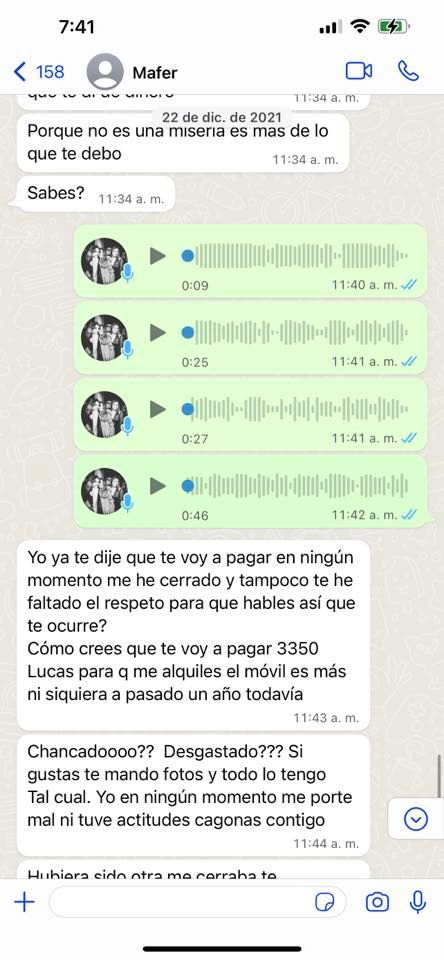 7:41
158
Mafer
que te di de dinero
11:34 a. m.
22 de dic. de 2021
Porque no es una miseria es más de lo
que te debo
11:34 a. m.
Sabes?
11:34 a. m.
0:09
11:40 a. m.
0:25
11:41 a. m.
0:27
11:41 a. m.
0:46
11:42 a. m.
Yo ya te dije que te voy a pagar en ningún
momento me he cerrado y tampoco te he
faltado el respeto para que hables así que
te ocurre?
Cómo crees que te voy a pagar 3350
Lucas para q me alquiles el móvil es más
ni siquiera a pasado un año todavía
11:43 a. m.
Chancadoooo?? Desgastado??? Si
gustas te mando fotos y todo lo tengo
Tal cual. Yo en ningún momento me porte
mal ni tuve actitudes cagonas contigo
11:44 a. m.
Hubiera sido otra me cerraba te